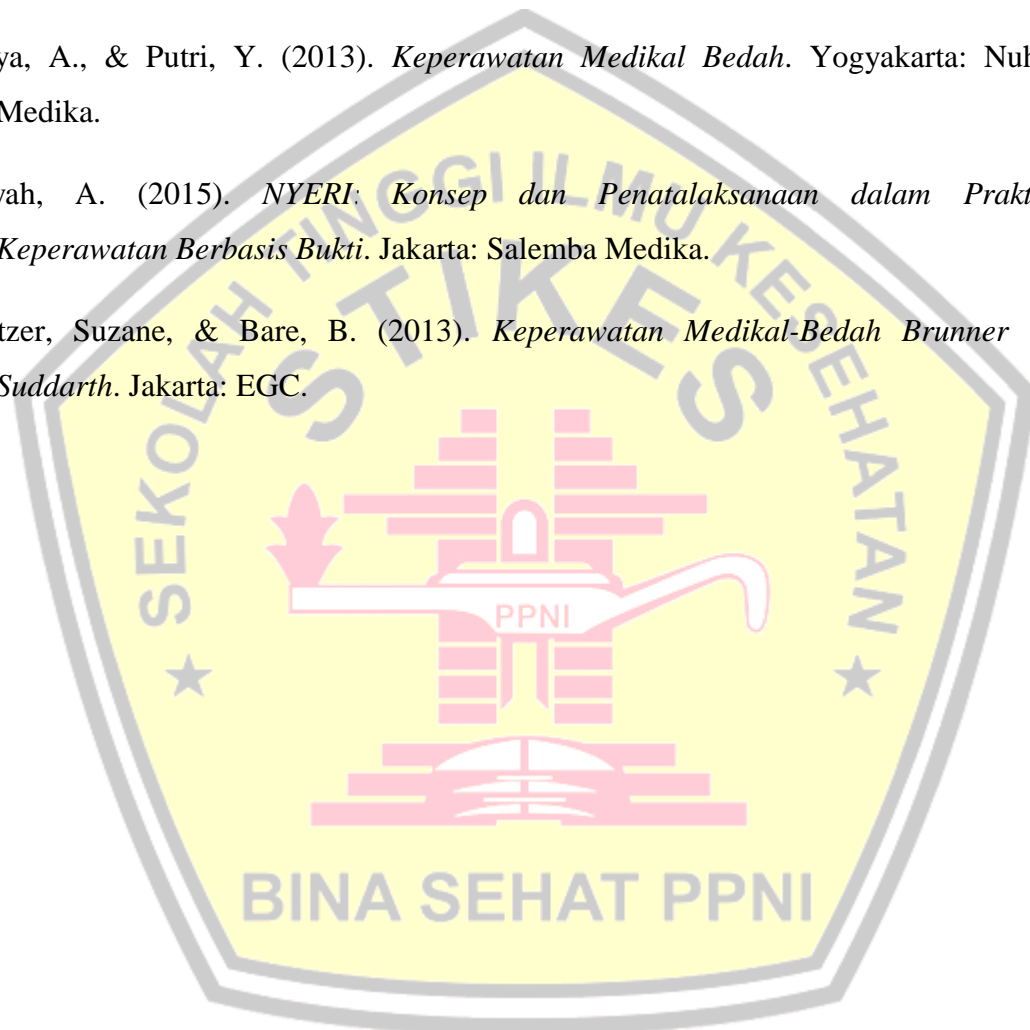 ya, A., & Putri, Y. (2013). Keperawatan Medikal Bedah. Yogyakarta: Nuh
Medika.
yah, A. (2015). NYERI: Konsep dan Penatalaksanaan dalam Prakt
Keperawatan Berbasis Bukti. Jakarta: Salemba Medika.
tzer, Suzane, & Bare, B. (2013). Keperawatan Medikal-Bedah Brunner
Suddarth. Jakarta: EGC.
SEKOLAH TINGGI ILMU KESEHATAN
STIKES
PPNI
BINA SEHAT PPNI